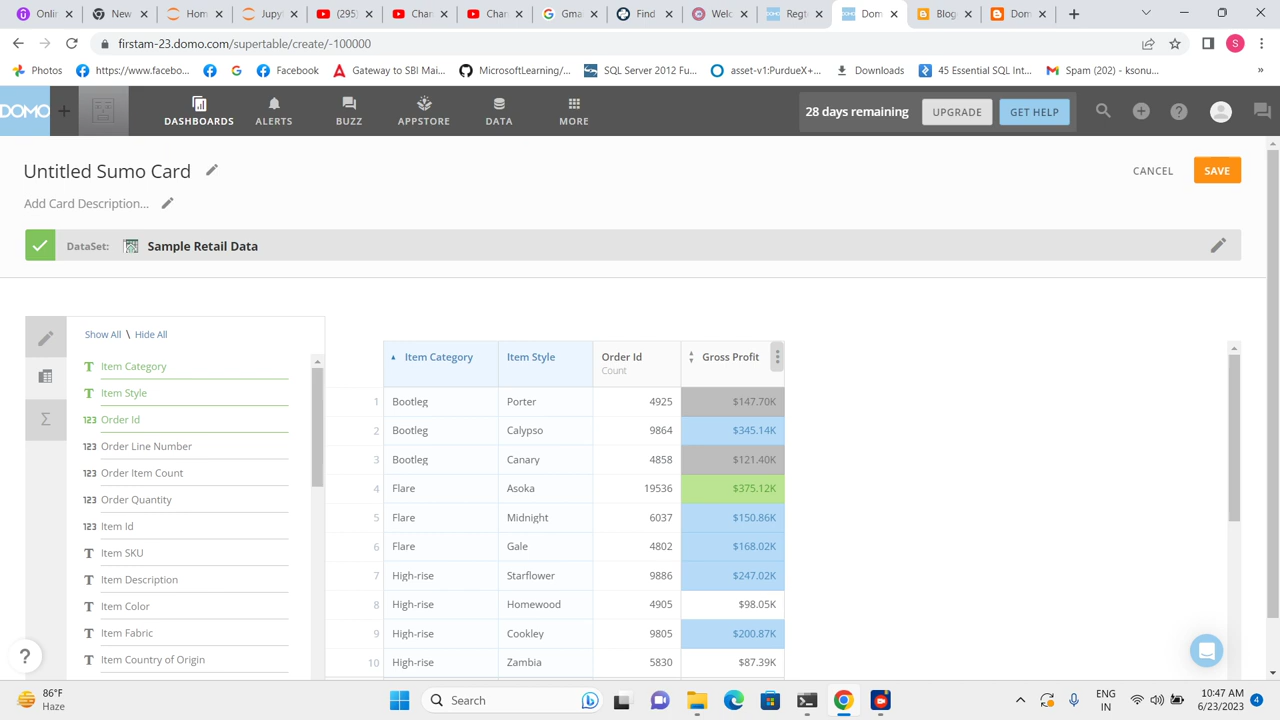 Onlin
New
Hom
Jupyt
(295)
Chan
Chan
G
Find
Welc
Regte
Dom
Blog
Dom
firstam-23.domo.com/supertable/create/-100000
Photos
https://www.facebo...
Facebook
Gateway to SBI Mai...
MicrosoftLearning/...
SQL Server 2012 Fu...
asset-v1:PurdueX+...
Downloads
45 Essential SQL Int...
Spam (202) - ksonu...
»
DOMO
DASHBOARDS
ALERTS
BUZZ
APPSTORE
DATA
MORE
28 days remaining
UPGRADE
GET HELP
Untitled Sumo Card
CANCEL
SAVE
Add Card Description...
DataSet: Sample Retail Data
Show All \ Hide All
T Item Category
T Item Style
123 Order Id
123 Order Line Number
123 Order Item Count
123 Order Quantity
123 Item Id
T Item SKU
T Item Description
T Item Color
T Item Fabric
T Item Country of Origin
Item Category Item Style Order Id Gross Profit
Count
1 Bootleg Porter 4925 $147.70K
2 Bootleg Calypso 9864 $345.14K
3 Bootleg Canary 4858 $121.40K
4 Flare Asoka 19536 $375.12K
5 Flare Midnight 6037 $150.86K
6 Flare Gale 4802 $168.02K
7 High-rise Starflower 9886 $247.02K
8 High-rise Homewood 4905 $98.05K
9 High-rise Cookley 9805 $200.87K
10 High-rise Zambia 5830 $87.39K
?
86°F
Haze
Search
ENG
IN
10:47 AM
6/23/2023
4